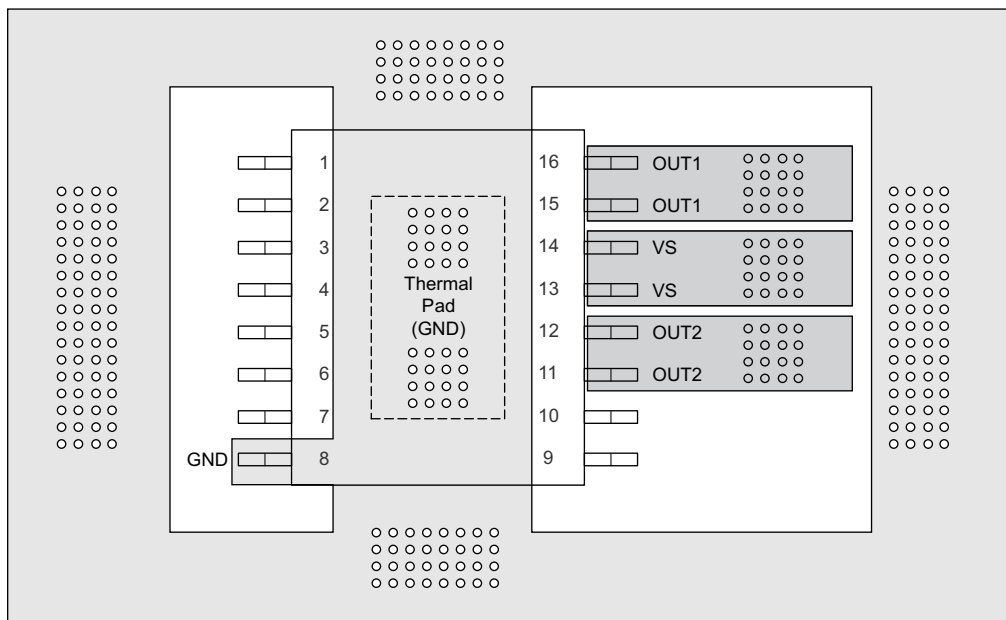 1
2
3
4
5
6
7
GND 8
Thermal
Pad
(GND)
16 OUT1
15 OUT1
14 VS
13 VS
12 OUT2
11 OUT2
10
9